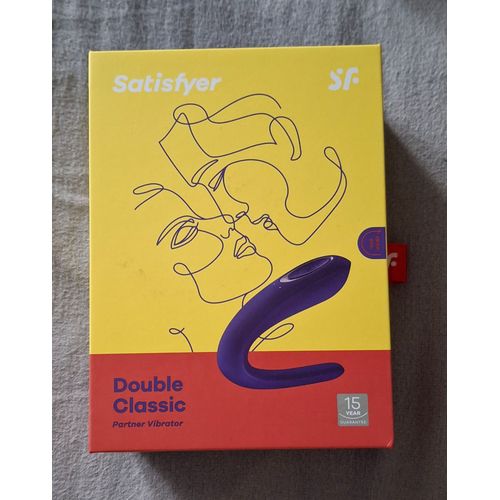 Satisfyer
SF
Double
Classic
Partner Vibrator
15
YEAR
GUARANTEE